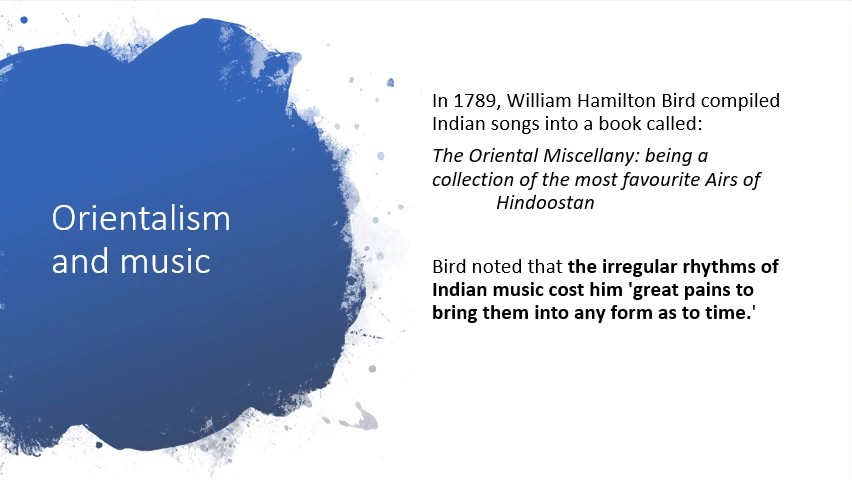 Orientalism
and music
In 1789, William Hamilton Bird compiled
Indian songs into a book called:
The Oriental Miscellany: being a
collection of the most favourite Airs of
Hindoostan
Bird noted that the irregular rhythms of
Indian music cost him 'great pains to
bring them into any form as to time.'